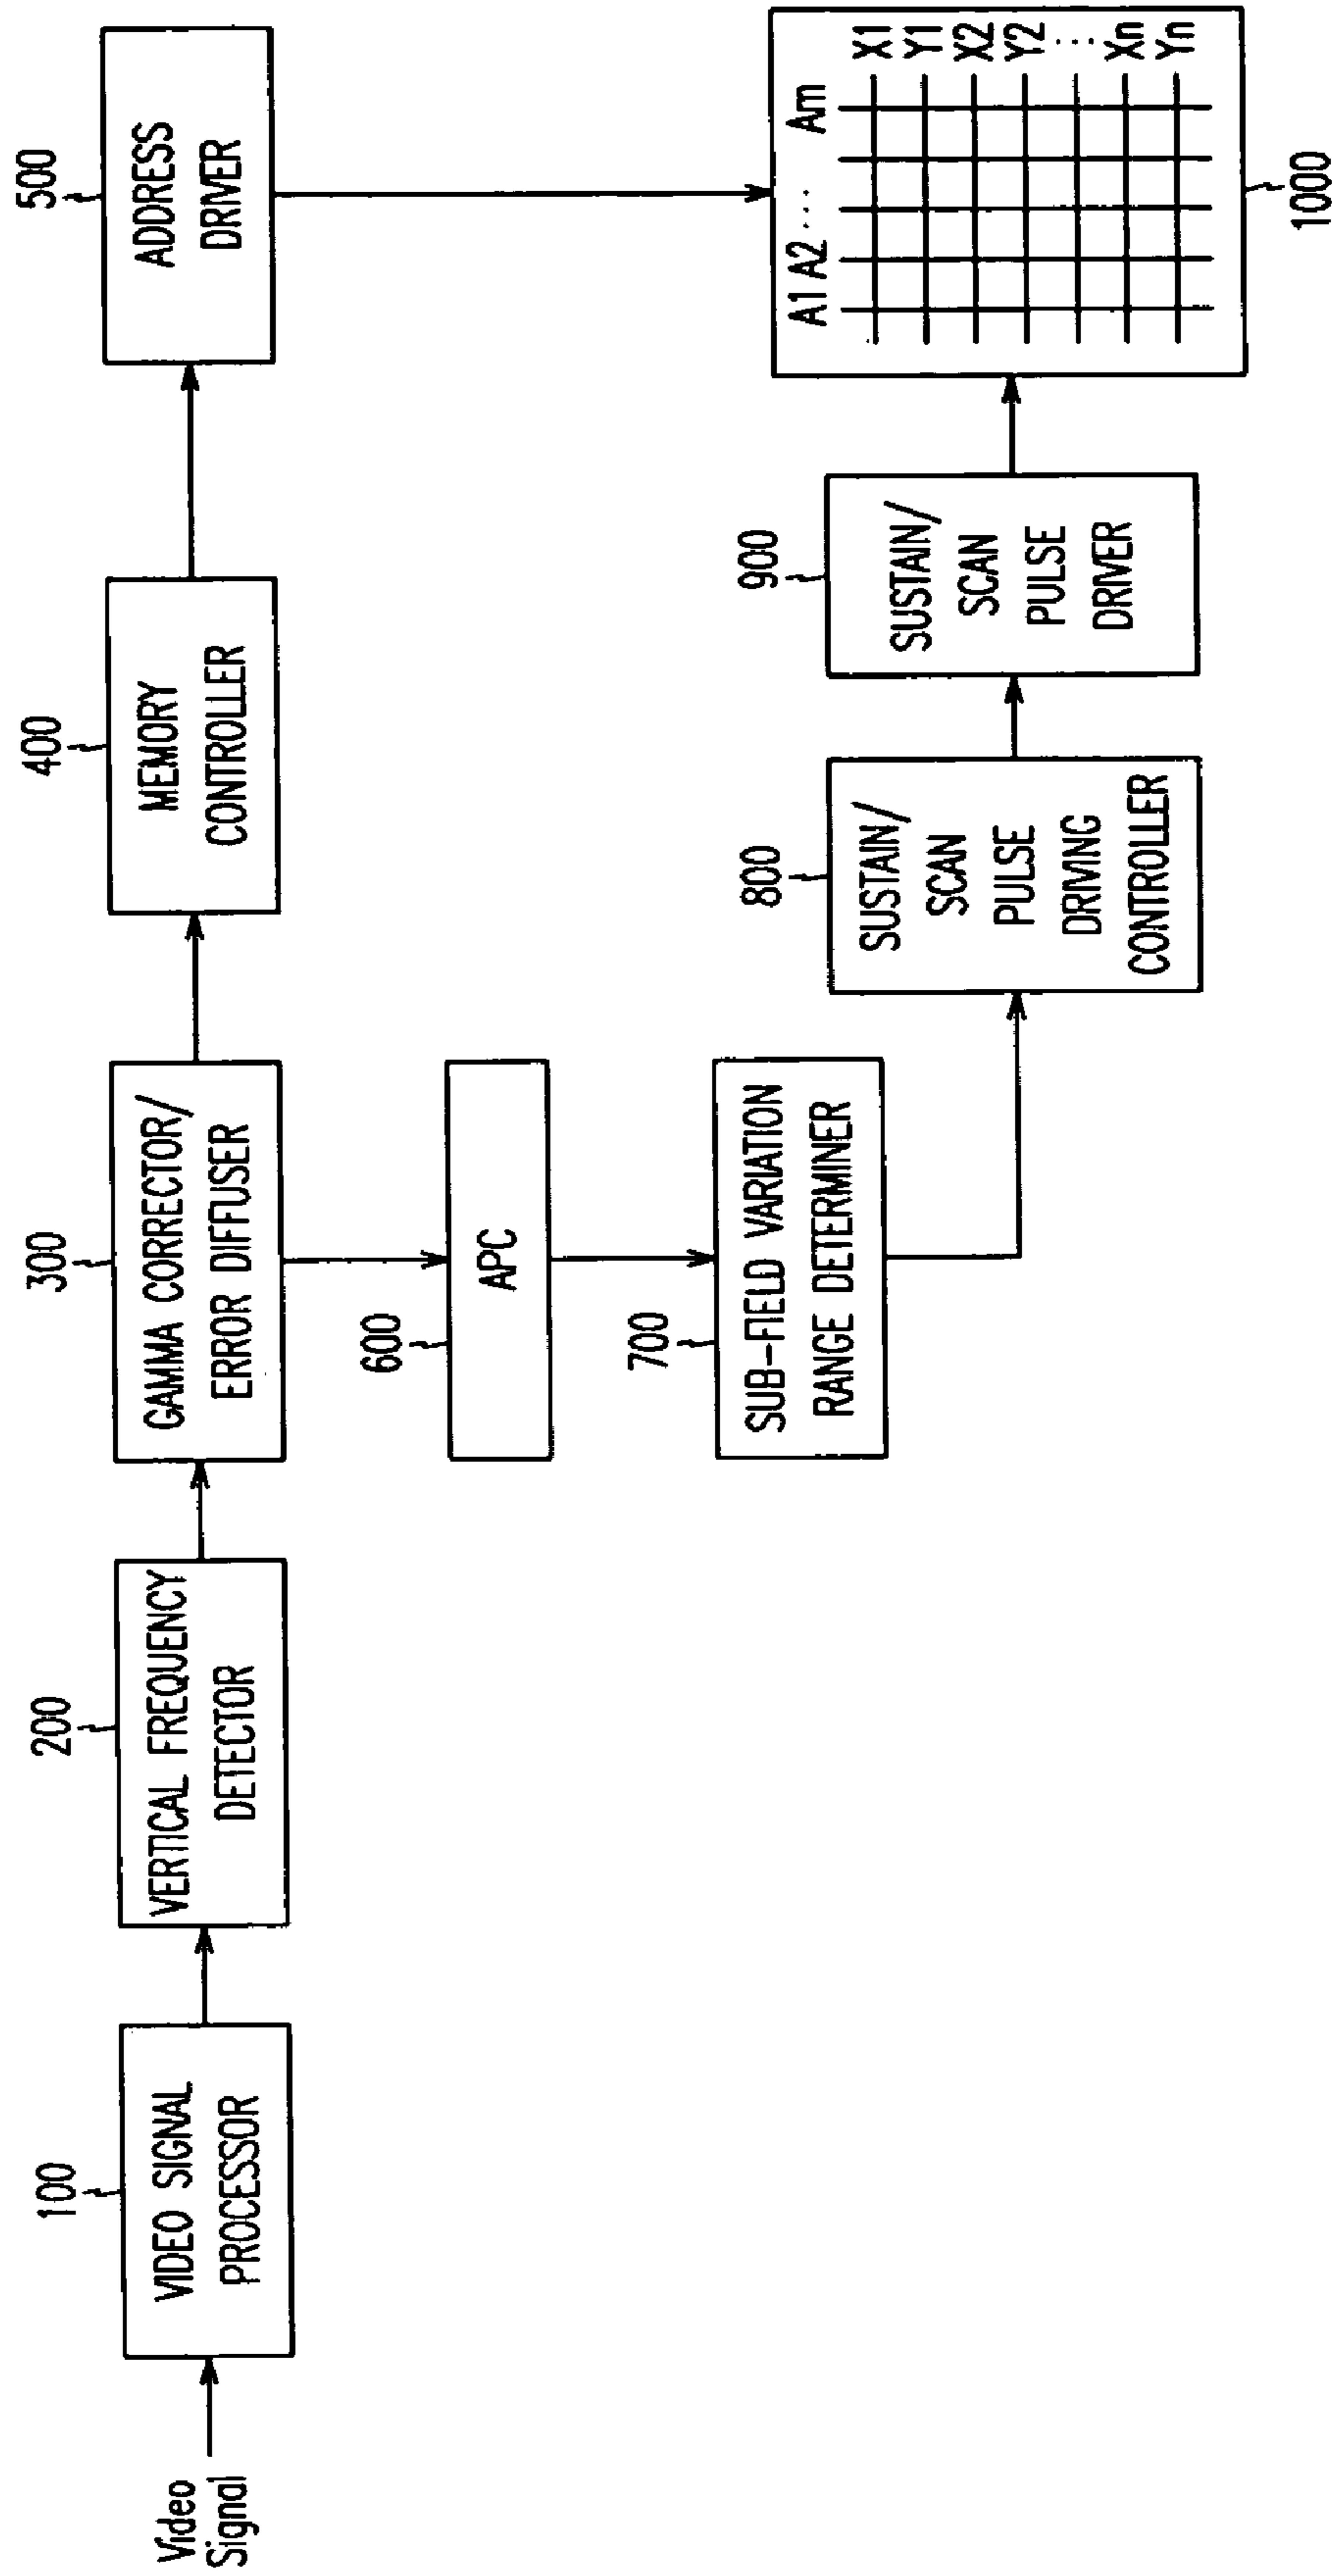 Video
Signal
100
VIDEO SIGNAL
PROCESSOR
200
VERTICAL FREQUENCY
DETECTOR
300
GAMMA CORRECTOR/
ERROR DIFFUSER
400
MEMORY
CONTROLLER
500
ADDRESS
DRIVER
600
APC
700
SUB-FIELD VARIATION
RANGE DETERMINER
800
SUSTAIN/
SCAN
PULSE
DRIVING
CONTROLLER
900
SUSTAIN/
SCAN
PULSE
DRIVER
A1 A2 ... Am
X1
Y1
X2
Y2
...
Xn
Yn
1000